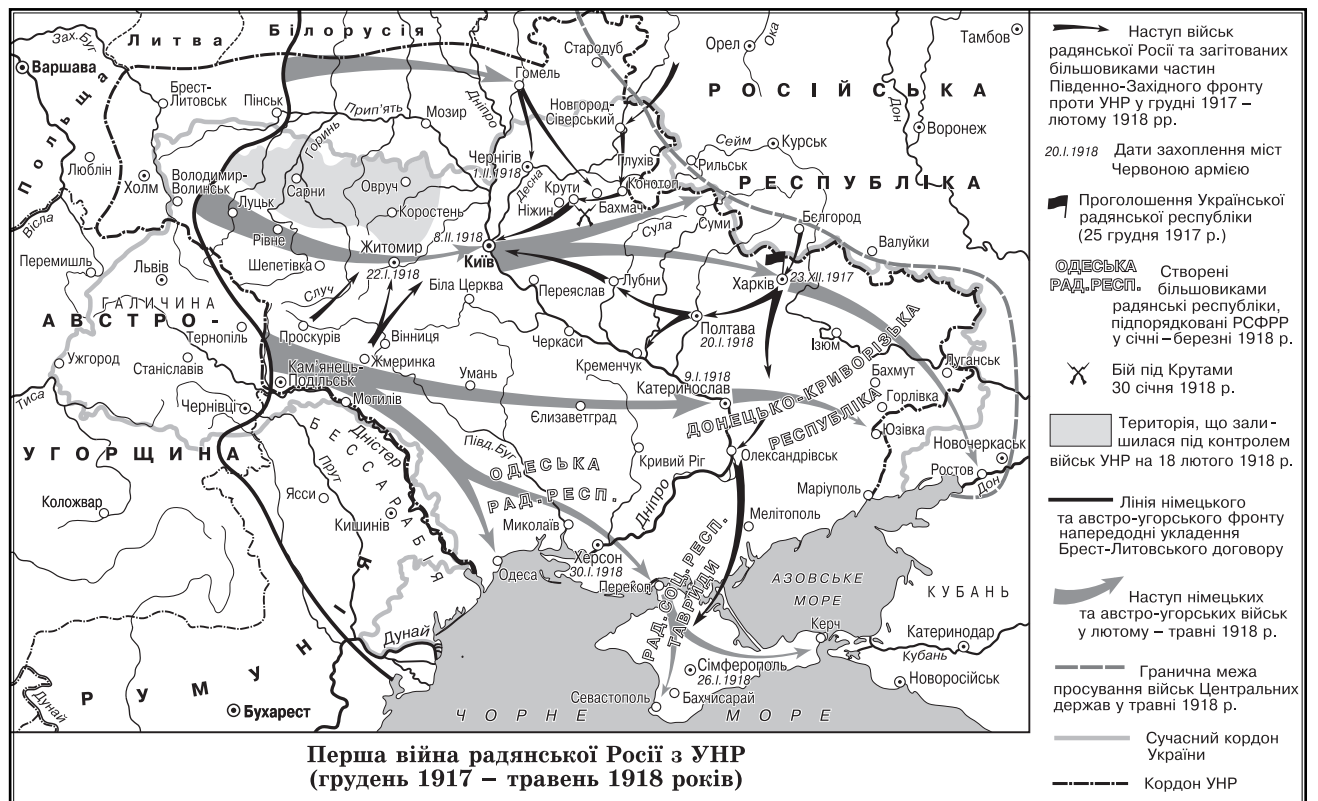 Зах.Буг
Литва
Білорусія
Варшава
Польща
Брест-
Литовськ
Пінськ
Прип'ять
Мозир
Горинь
Дніпро
Гомель
Стародуб
Орел
Ока
Тамбов
РОСІЙСЬКА
РЕСПУБЛІКА
Дон
Воронеж
Новгород-
Сіверський
Сейм
Курськ
Глухів
Рильськ
Люблін
Холм
Володимир-
Волинськ
Луцьк
Рівне
Сарни
Овруч
Коростень
Чернігів
1.II.1918
Десна
Крути
Ніжин
Бахмач
Конотоп
Суми
Сула
Бєлгород
Валуйки
Вісла
Перемишль
Львів
ГАЛИЧИНА
Шепетівка
Житомир
22.I.1918
8.II.1918
Київ
Случ
Біла Церква
Переяслав
Лубни
Харків
23.XII.1917
АВСТРО-
УГОРЩИНА
Тернопіль
Проскурів
Вінниця
Жмеринка
Черкаси
Полтава
20.I.1918
Кременчук
Ізюм
Луганськ
Ужгород
Станіславів
Кам'янець-
Подільськ
Могилів
Умань
9.I.1918
Катеринослав
Бахмут
Горлівка
Юзівка
Тиса
Чернівці
Єлизаветград
ДОНЕЦЬКО-КРИВОРІЗЬКА
РЕСПУБЛІКА
БЕССАРАБІЯ
Дністер
Прут
Півд.Буг
ОДЕСЬКА
РАД.РЕСП.
Кривий Ріг
Олександрівськ
Новочеркаськ
Ростов
Дон
Коложвар
Ясси
Кишинів
Миколаїв
Дніпро
Маріуполь
Мелітополь
Херсон
30.I.1918
Одеса
Перекоп
РАД.СОЦ.РЕСП.
ТАВРИДИ
АЗОВСЬКЕ
МОРЕ
КУБАНЬ
Керч
Катеринодар
Кубань
Новоросійськ
Дунай
РУМУНІЯ
Дунай
Бухарест
Сімферополь
26.I.1918
Севастополь
Бахчисарай
ЧОРНЕ МОРЕ
Перша війна радянської Росії з УНР
(грудень 1917 – травень 1918 років)
Наступ військ
радянської Росії та загітованих
більшовиками частин
Південно-Західного фронту
проти УНР у грудні 1917 –
лютому 1918 рр.
20.I.1918 Дати захоплення міст
Червоною армією
Проголошення Української
радянської республіки
(25 грудня 1917 р.)
ОДЕСЬКА
РАД.РЕСП.
Створені
більшовиками
радянські республіки,
підпорядковані РСФРР
у січні–березні 1918 р.
Бій під Крутами
30 січня 1918 р.
Територія, що зали-
шилася під контролем
військ УНР на 18 лютого 1918 р.
Лінія німецького
та австро-угорського фронту
напередодні укладення
Брест-Литовського договору
Наступ німецьких
та австро-угорських військ
у лютому – травні 1918 р.
Гранична межа
просування військ Центральних
держав у травні 1918 р.
Сучасний кордон
України
Кордон УНР